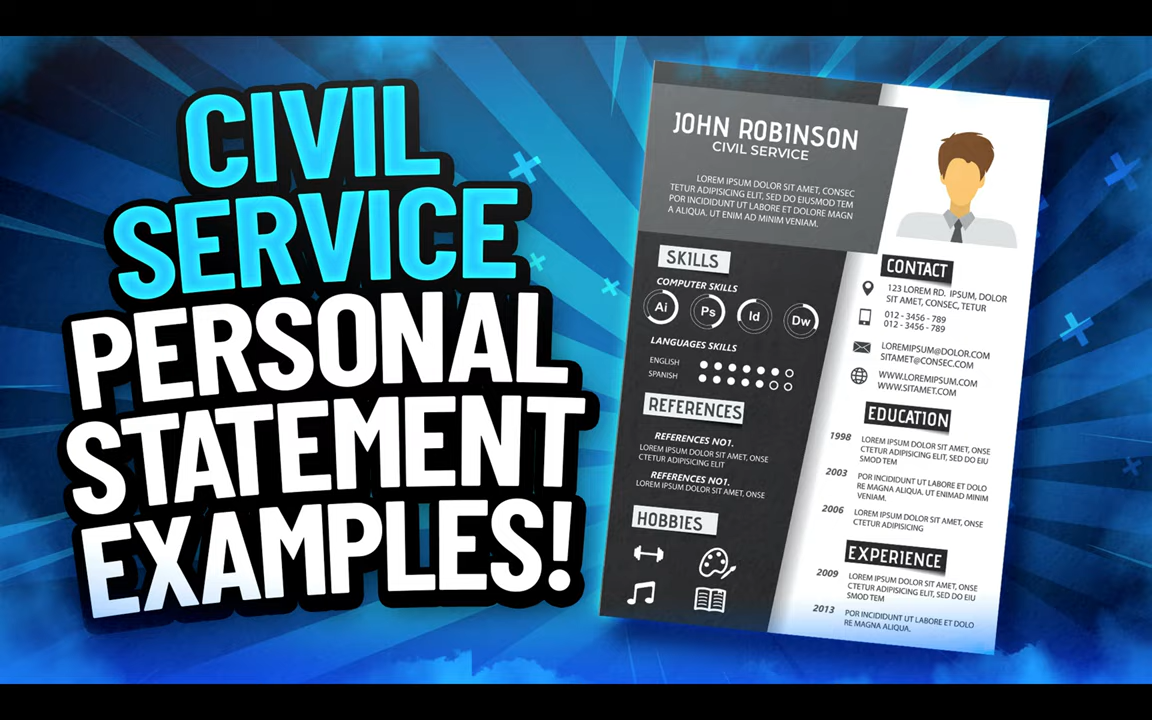 CIVIL
SERVICE
PERSONAL
STATEMENT
EXAMPLES!
JOHN ROBINSON
CIVIL SERVICE
LOREM IPSUM DOLOR SIT AMET, CONSEC
TETUR ADIPISICING ELIT, SED DO EIUSMOD TEM
POR INCIDIDUNT UT LABORE ET DOLORE MAGN
A ALIQUA. UT ENIM AD MINIM VENIAM.
SKILLS
COMPUTER SKILLS
Ai Ps Id Dw
LANGUAGES SKILLS
ENGLISH
SPANISH
REFERENCES
REFERENCES NO1.
LOREM IPSUM DOLOR SIT AMET, ONSE
CTETUR ADIPISICING ELIT
REFERENCES NO1.
LOREM IPSUM DOLOR SIT AMET, ONSE
HOBBIES
CONTACT
123 LOREM RD. IPSUM, DOLOR
SIT AMET, CONSEC, TETUR
012 - 3456 - 789
012 - 3456 - 789
LOREMIPSUM@DOLOR.COM
SITAMET@CONSEC.COM
WWW.LOREMIPSUM.COM
WWW.SITAMET.COM
EDUCATION
1998 LOREM IPSUM DOLOR SIT AMET, ONSE
CTETUR ADIPISICING ELIT, SED DO EIU
SMOD TEM
2003 POR INCIDIDUNT UT LABORE ET DOLO
RE MAGNA ALIQUA. UT ENIMAD MINIM
VENIAM.
2006 LOREM IPSUM DOLOR SIT AMET, ONSE
CTETUR ADIPISICING
EXPERIENCE
2009 LOREM IPSUM DOLOR SIT AMET, ONSE
CTETUR ADIPISICING ELIT, SED DO EIU
SMOD TEM
2013 POR INCIDIDUNT UT LABORE ET DOLO
RE MAGNA ALIQUA.